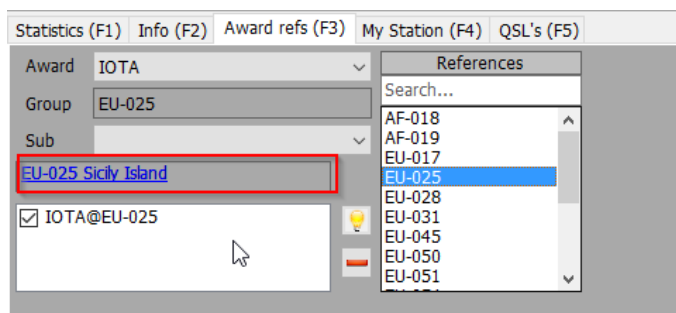 Statistics (F1) Info (F2) Award refs (F3) My Station (F4) QSL's (F5)
Award IOTA
Group EU-025
Sub
EU-025 Sicily Island
IOTA@EU-025
References
Search...
AF-018
AF-019
EU-017
EU-025
EU-028
EU-031
EU-045
EU-050
EU-051